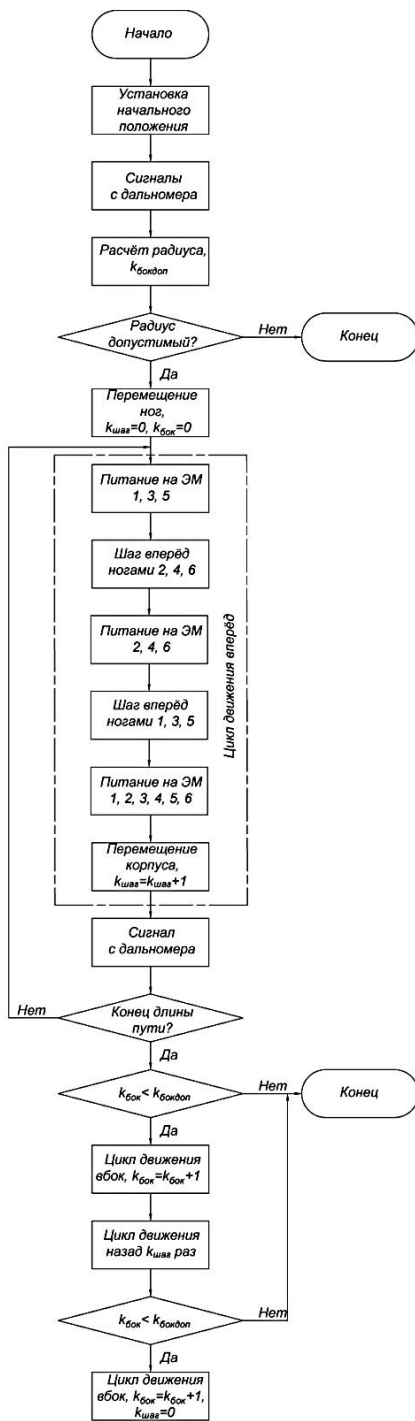 Начало
Установка
начального
положения
Сигналы
с дальномера
Расчёт радиуса,
kбокдоп
Радиус
допустимый?
Нет
Конец
Да
Перемещение
ног,
kшаг=0, kбок=0
Питание на ЭМ
1, 3, 5
Шаг вперёд
ногами 2, 4, 6
Питание на ЭМ
2, 4, 6
Шаг вперёд
ногами 1, 3, 5
Питание на ЭМ
1, 2, 3, 4, 5, 6
Перемещение
корпуса,
kшаг=kшаг+1
Цикл движения вперёд
Сигнал
с дальномера
Нет
Конец длины
пути?
Да
kбок< kбокдоп
Нет
Конец
Да
Цикл движения
вбок, kбок=kбок+1
Цикл движения
назад kшаг раз
kбок< kбокдоп
Нет
Да
Цикл движения
вбок, kбок=kбок+1,
kшаг=0